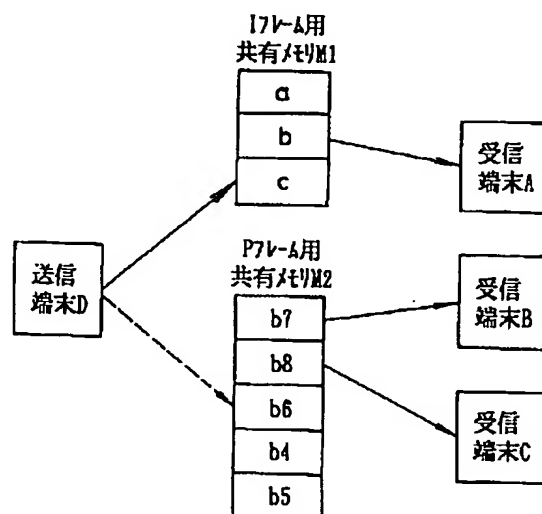 Iフレーム用
共有メモリM1
a
b
c
受信
端末A
送信
端末D
Pフレーム用
共有メモリM2
b7
b8
b6
b4
b5
受信
端末B
受信
端末C